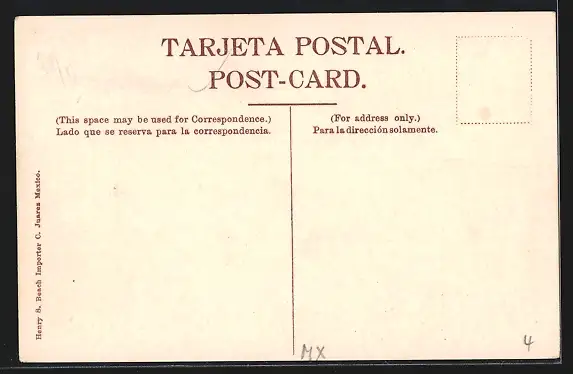 TARJETA POSTAL.
POST-CARD.
(This space may be used for Correspondence.)
Lado que se reserva para la correspondencia.
(For address only.)
Para la dirección solamente.
Henry S. Beach Importer C. Juarez Mexico.
MX
4